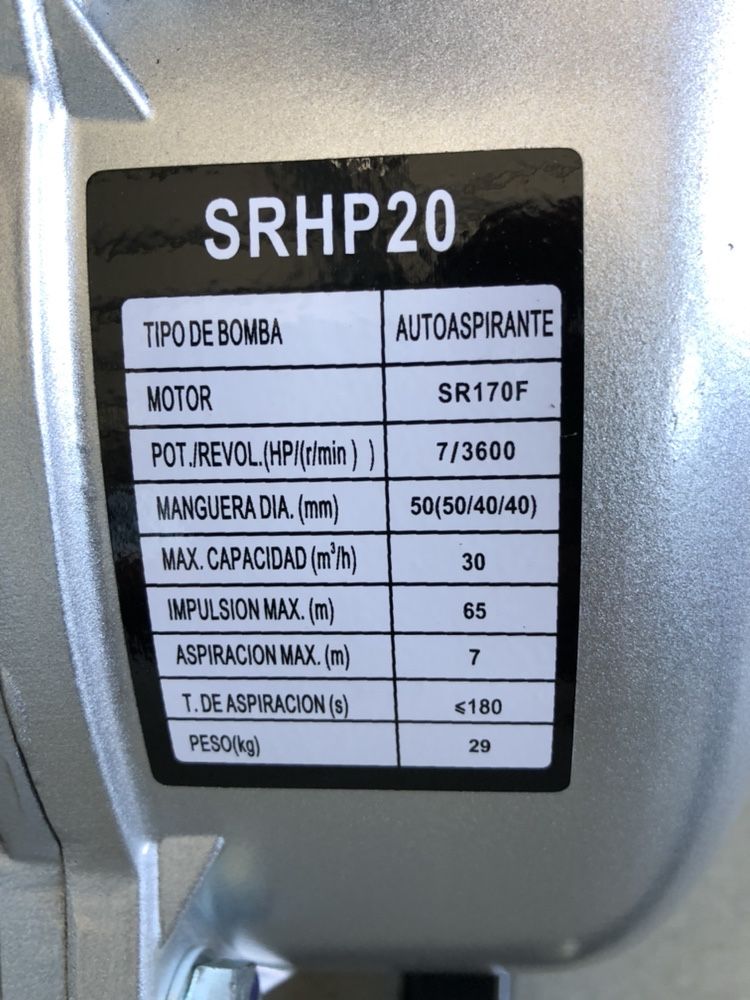 SRHP20
TIPO DE BOMBA AUTOASPIRANTE
MOTOR SR170F
POT./REVOL.(HP/(r/min ) ) 7/3600
MANGUERA DIA. (mm) 50(50/40/40)
MAX. CAPACIDAD (m³/h) 30
IMPULSION MAX. (m) 65
ASPIRACION MAX. (m) 7
T. DE ASPIRACION (s) ≤180
PESO(kg) 29